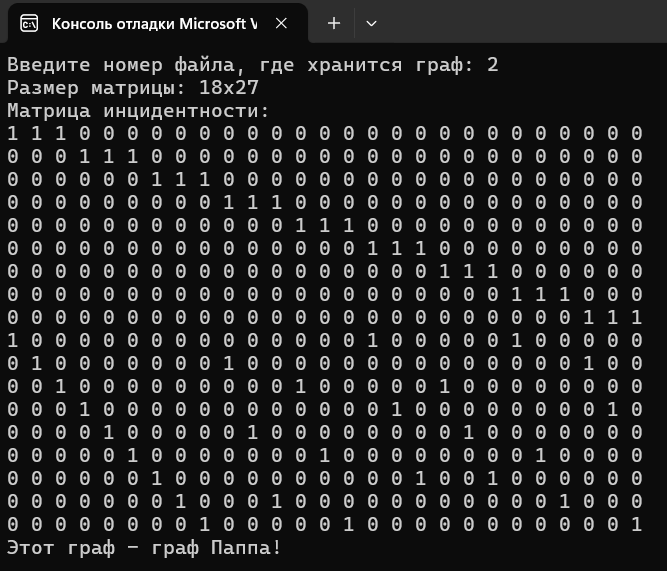 Консоль отладки Microsoft V
Введите номер файла, где хранится граф: 2
Размер матрицы: 18x27
Матрица инцидентности:
1 1 1 0 0 0 0 0 0 0 0 0 0 0 0 0 0 0 0 0 0 0 0 0 0 0 0
0 0 0 1 1 1 0 0 0 0 0 0 0 0 0 0 0 0 0 0 0 0 0 0 0 0 0
0 0 0 0 0 0 1 1 1 0 0 0 0 0 0 0 0 0 0 0 0 0 0 0 0 0 0
0 0 0 0 0 0 0 0 0 1 1 1 0 0 0 0 0 0 0 0 0 0 0 0 0 0 0
0 0 0 0 0 0 0 0 0 0 0 0 1 1 1 0 0 0 0 0 0 0 0 0 0 0 0
0 0 0 0 0 0 0 0 0 0 0 0 0 0 0 1 1 1 0 0 0 0 0 0 0 0 0
0 0 0 0 0 0 0 0 0 0 0 0 0 0 0 0 0 0 1 1 1 0 0 0 0 0 0
0 0 0 0 0 0 0 0 0 0 0 0 0 0 0 0 0 0 0 0 0 1 1 1 0 0 0
0 0 0 0 0 0 0 0 0 0 0 0 0 0 0 0 0 0 0 0 0 0 0 0 1 1 1
1 0 0 0 0 0 0 0 0 0 0 0 0 0 0 1 0 0 0 0 0 1 0 0 0 0 0
0 1 0 0 0 0 0 0 0 1 0 0 0 0 0 0 0 0 0 0 0 0 0 0 1 0 0
0 0 1 0 0 0 0 0 0 0 0 0 1 0 0 0 0 0 1 0 0 0 0 0 0 0 0
0 0 0 1 0 0 0 0 0 0 0 0 0 0 0 0 1 0 0 0 0 0 0 0 0 1 0
0 0 0 0 1 0 0 0 0 0 1 0 0 0 0 0 0 0 0 1 0 0 0 0 0 0 0
0 0 0 0 0 1 0 0 0 0 0 0 0 1 0 0 0 0 0 0 0 0 1 0 0 0 0
0 0 0 0 0 0 1 0 0 0 0 0 0 0 0 0 0 1 0 0 1 0 0 0 0 0 0
0 0 0 0 0 0 0 1 0 0 0 1 0 0 0 0 0 0 0 0 0 0 0 1 0 0 0
0 0 0 0 0 0 0 0 1 0 0 0 0 0 1 0 0 0 0 0 0 0 0 0 0 0 1
Этот граф - граф Паппа!